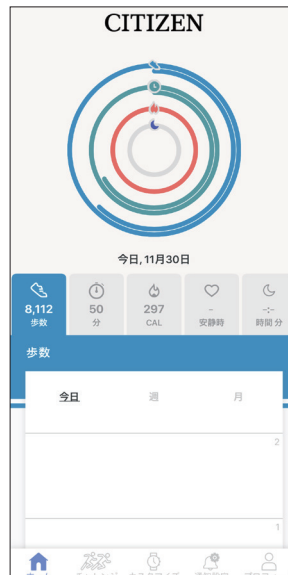 CITIZEN
今日, 11月30日
8,112
歩数
50
分
297
CAL
-
安静時
-:-
時間 分
歩数
今日
週
月
2
1